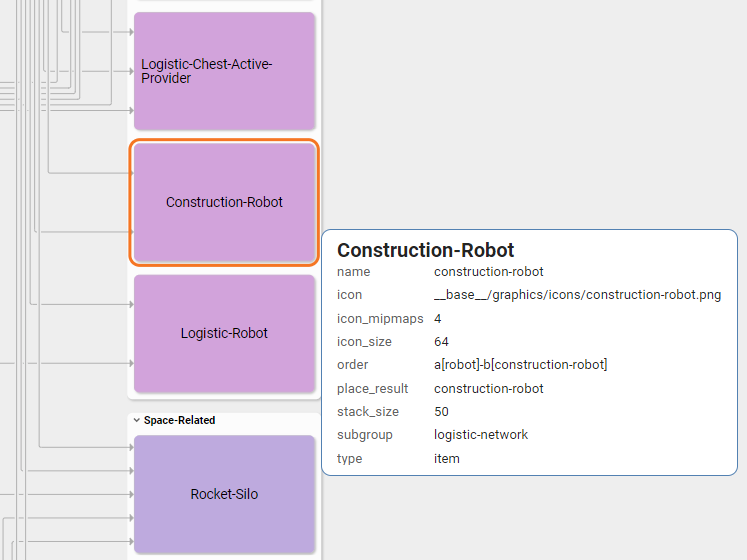 Logistic-Chest-Active-
Provider
Construction-Robot
Logistic-Robot
Space-Related
Rocket-Silo
Construction-Robot
name construction-robot
icon __base__/graphics/icons/construction-robot.png
icon_mipmaps 4
icon_size 64
order a[robot]-b[construction-robot]
place_result construction-robot
stack_size 50
subgroup logistic-network
type item